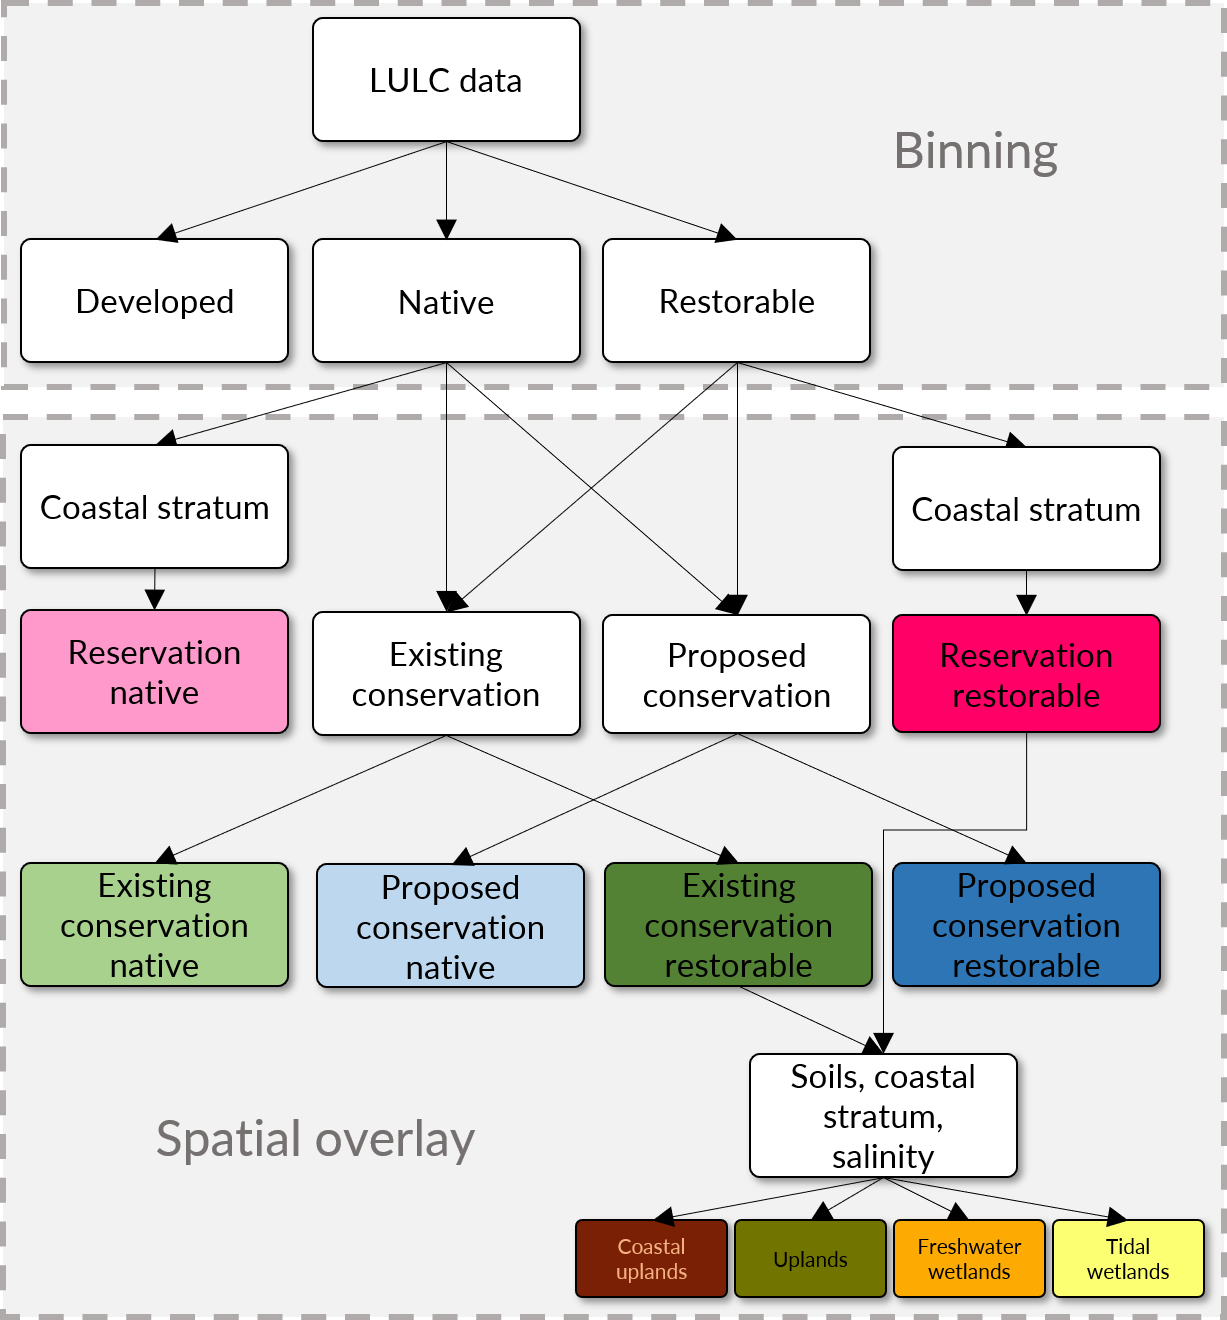 LULC data
Binning
Developed
Native
Restorable
Coastal stratum
Coastal stratum
Reservation
native
Existing
conservation
Proposed
conservation
Reservation
restorable
Existing
conservation
native
Proposed
conservation
native
Existing
conservation
restorable
Proposed
conservation
restorable
Soils, coastal
stratum,
salinity
Spatial overlay
Coastal
uplands
Uplands
Freshwater
wetlands
Tidal
wetlands